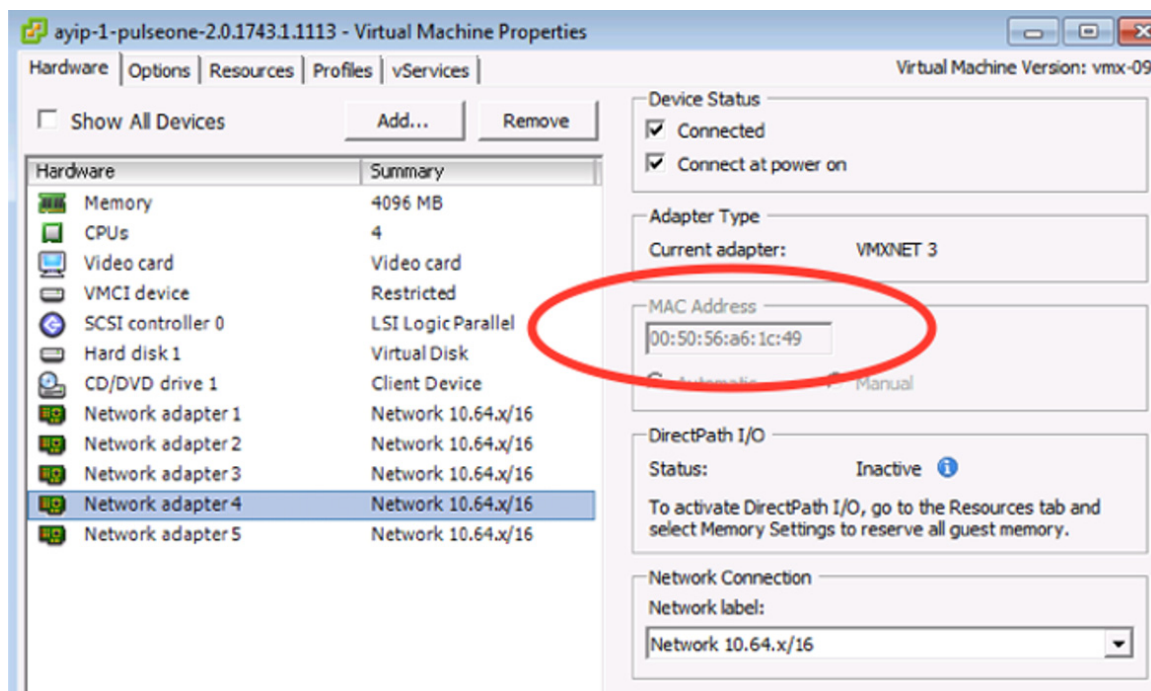 ayip-1-pulseone-2.0.1743.1.1113 - Virtual Machine Properties
Hardware Options Resources Profiles vServices
Virtual Machine Version: vmx-09
Show All Devices
Add...
Remove
Hardware Summary
Memory 4096 MB
CPUs 4
Video card Video card
VMCI device Restricted
SCSI controller 0 LSI Logic Parallel
Hard disk 1 Virtual Disk
CD/DVD drive 1 Client Device
Network adapter 1 Network 10.64.x/16
Network adapter 2 Network 10.64.x/16
Network adapter 3 Network 10.64.x/16
Network adapter 4 Network 10.64.x/16
Network adapter 5 Network 10.64.x/16
Device Status
Connected
Connect at power on
Adapter Type
Current adapter: VMXNET 3
MAC Address
00:50:56:a6:1c:49
Automatic Manual
DirectPath I/O
Status: Inactive
To activate DirectPath I/O, go to the Resources tab and
select Memory Settings to reserve all guest memory.
Network Connection
Network label:
Network 10.64.x/16